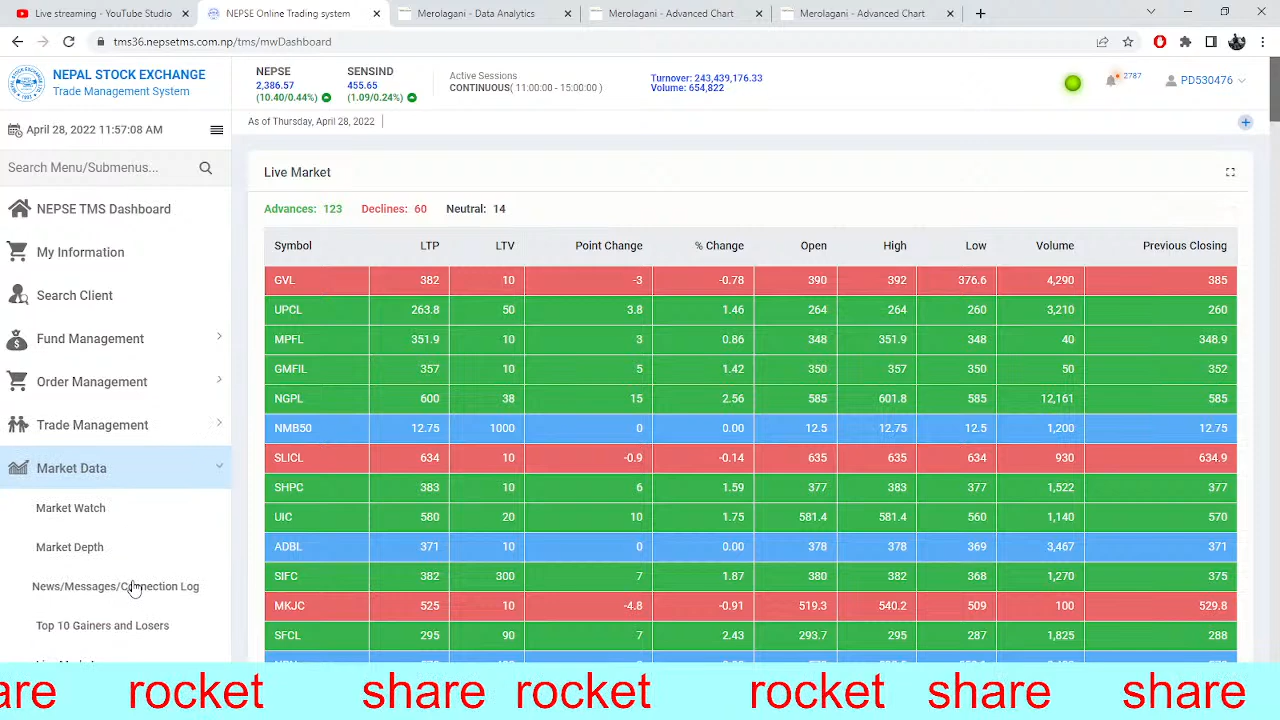 Live streaming - YouTube Studio
NEPSE Online Trading system
Merolagani - Data Analytics
Merolagani - Advanced Chart
Merolagani - Advanced Chart
tms36.nepsetms.com.np/tms/mwDashboard
NEPAL STOCK EXCHANGE
Trade Management System
NEPSE
2,386.57
(10.40/0.44%)
SENSIND
455.65
(1.09/0.24%)
Active Sessions
CONTINUOUS( 11:00:00 - 15:00:00 )
Turnover: 243,439,176.33
Volume: 654,822
2787
PD530476
April 28, 2022 11:57:08 AM
As of Thursday, April 28, 2022
Search Menu/Submenus...
NEPSE TMS Dashboard
My Information
Search Client
Fund Management
Order Management
Trade Management
Market Data
Market Watch
Market Depth
News/Messages/Connection Log
Top 10 Gainers and Losers
Live Market
Live Market
Advances: 123 Declines: 60 Neutral: 14
Symbol LTP LTV Point Change % Change Open High Low Volume Previous Closing
GVL 382 10 -3 -0.78 390 392 376.6 4,290 385
UPCL 263.8 50 3.8 1.46 264 264 260 3,210 260
MPFL 351.9 10 3 0.86 348 351.9 348 40 348.9
GMFIL 357 10 5 1.42 350 357 350 50 352
NGPL 600 38 15 2.56 585 601.8 585 12,161 585
NMB50 12.75 1000 0 0.00 12.5 12.75 12.5 1,200 12.75
SLICL 634 10 -0.9 -0.14 635 635 634 930 634.9
SHPC 383 10 6 1.59 377 383 377 1,522 377
UIC 580 20 10 1.75 581.4 581.4 560 1,140 570
ADBL 371 10 0 0.00 378 378 369 3,467 371
SIFC 382 300 7 1.87 380 382 368 1,270 375
MKJC 525 10 -4.8 -0.91 519.3 540.2 509 100 529.8
SFCL 295 90 7 2.43 293.7 295 287 1,825 288
are rocket share rocket rocket share share